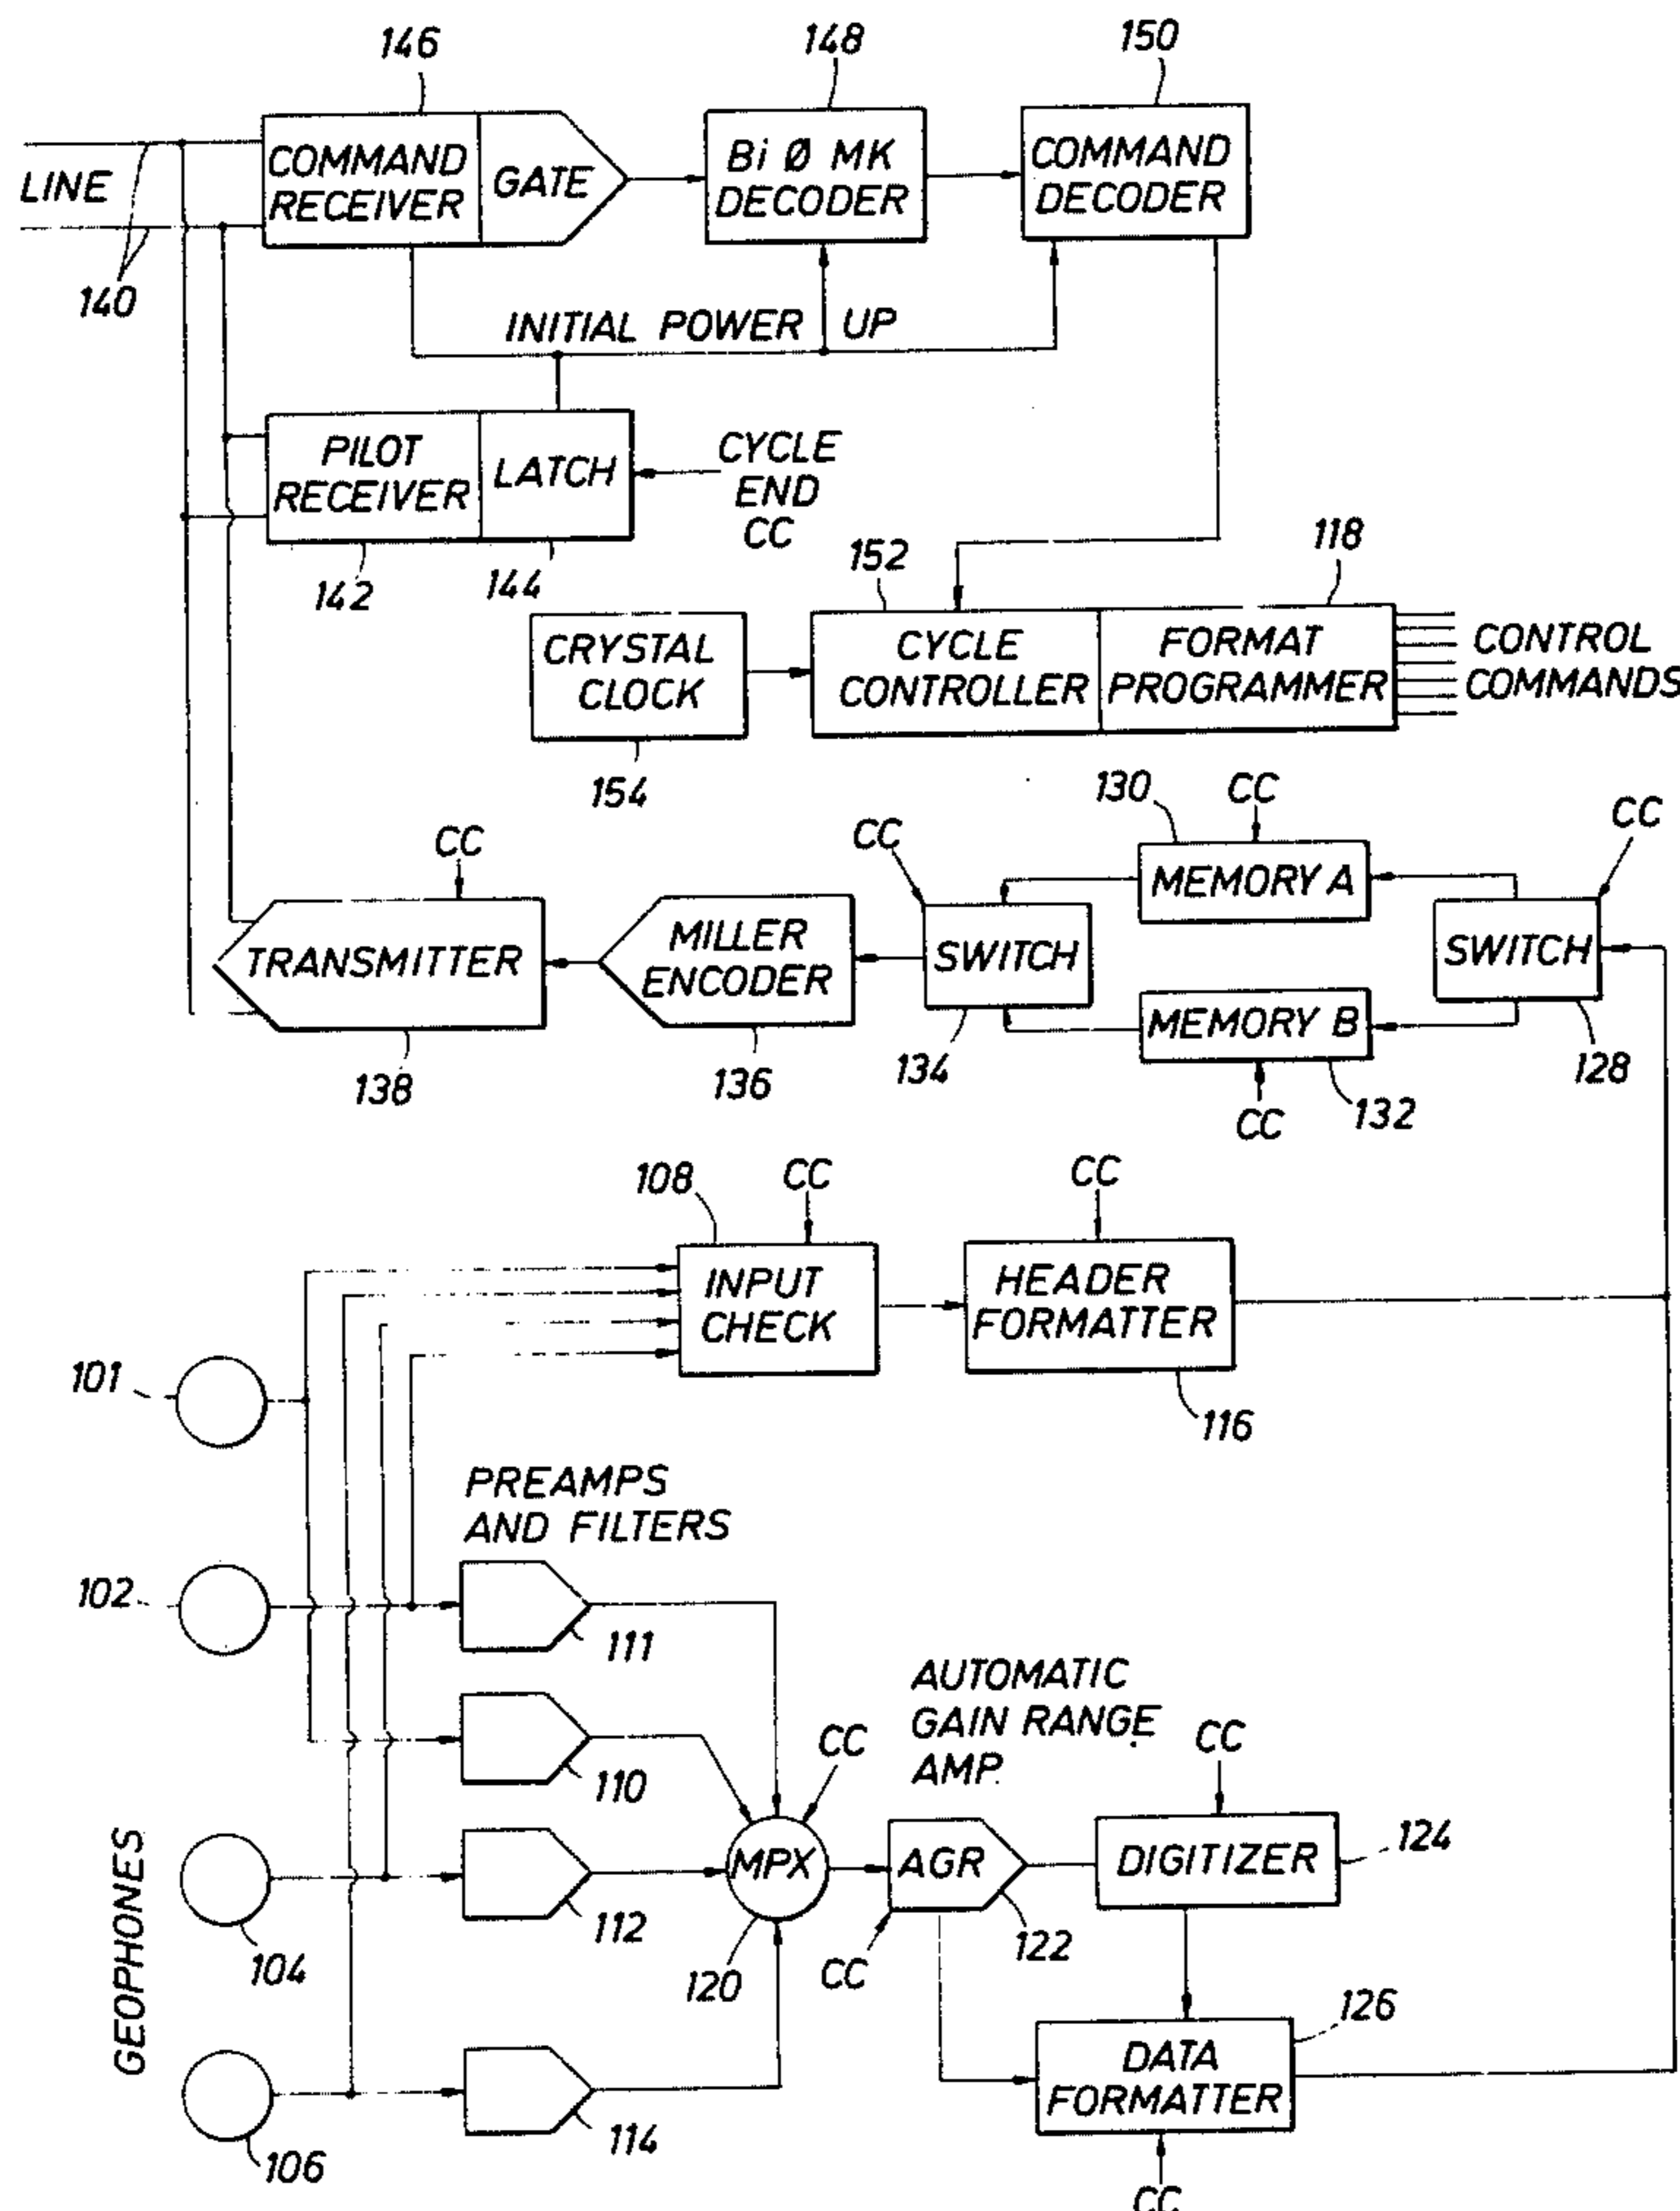 146
148
150
LINE
COMMAND
RECEIVER
GATE
Bi Ø MK
DECODER
COMMAND
DECODER
140
INITIAL POWER UP
PILOT
RECEIVER
LATCH
CYCLE
END
CC
142
144
152
118
CRYSTAL
CLOCK
CYCLE
CONTROLLER
FORMAT
PROGRAMMER
CONTROL
COMMANDS
154
130
CC
CC
CC
CC
MEMORY A
TRANSMITTER
MILLER
ENCODER
SWITCH
SWITCH
MEMORY B
138
136
134
CC
132
128
108
CC
CC
INPUT
CHECK
HEADER
FORMATTER
101
116
PREAMPS
AND FILTERS
102
111
AUTOMATIC
GAIN RANGE
AMP.
110
CC
CC
GEOPHONES
MPX
AGR
DIGITIZER
124
112
120
CC
122
104
126
DATA
FORMATTER
114
106
CC